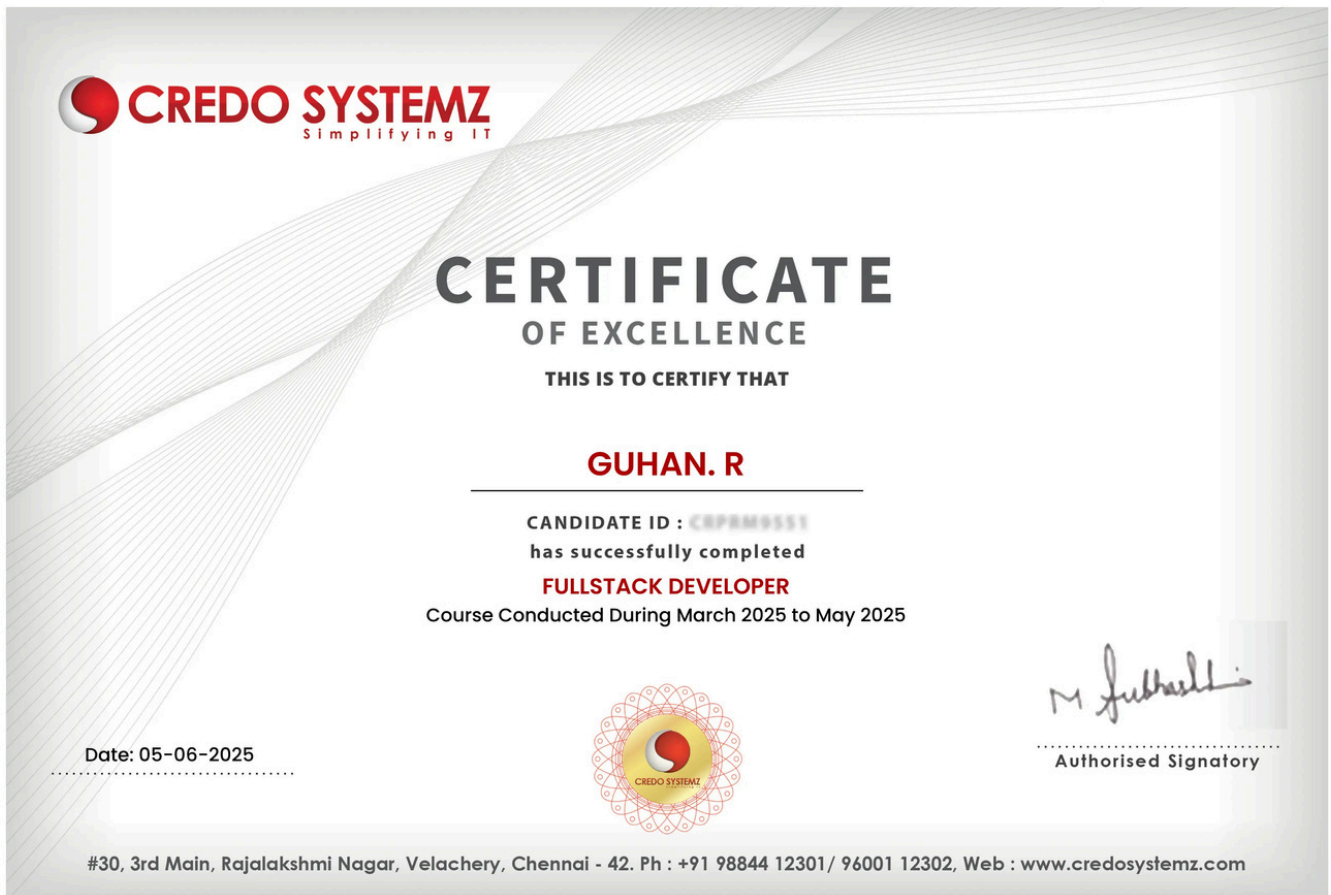 CREDO SYSTEMZ
Simplifying IT
CERTIFICATE
OF EXCELLENCE
THIS IS TO CERTIFY THAT
GUHAN. R
CANDIDATE ID :
has successfully completed
FULLSTACK DEVELOPER
Course Conducted During March 2025 to May 2025
Date: 05-06-2025
CREDO SYSTEMZ
Authorised Signatory
#30, 3rd Main, Rajalakshmi Nagar, Velachery, Chennai - 42. Ph : +91 98844 12301/ 96001 12302, Web : www.credosystemz.com